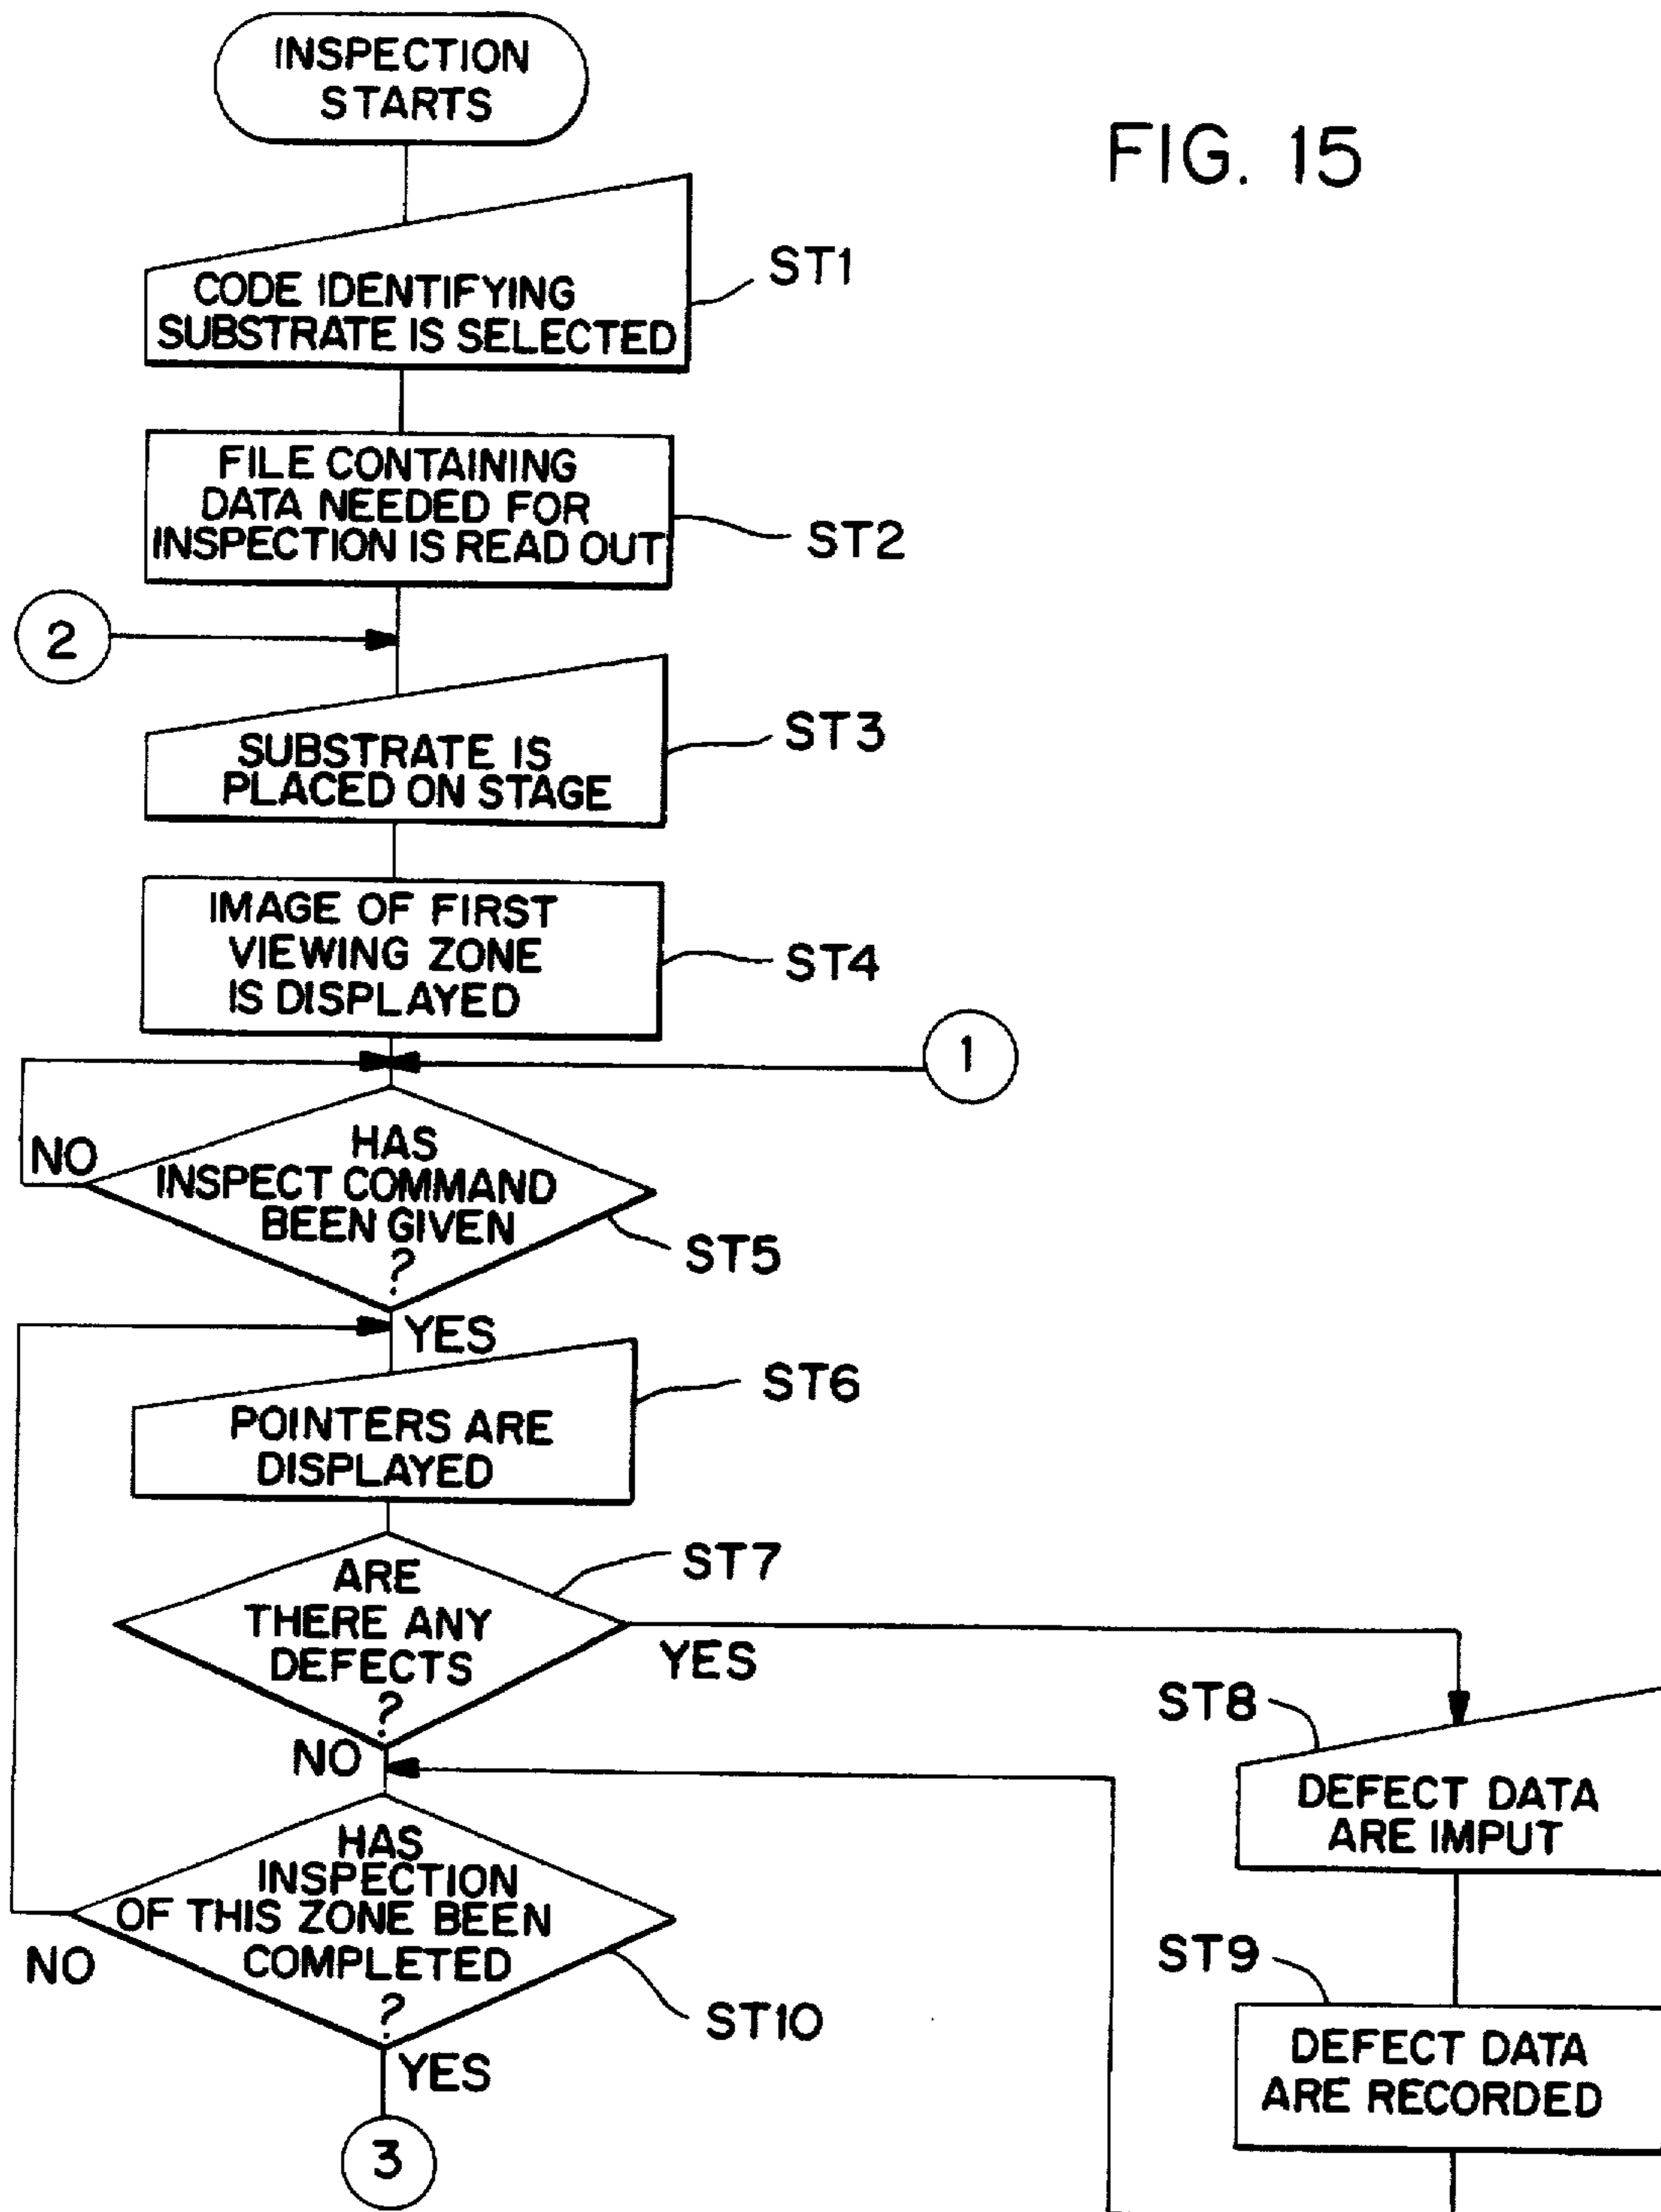 INSPECTION
STARTS
FIG. 15
CODE IDENTIFYING
SUBSTRATE IS SELECTED
ST1
FILE CONTAINING
DATA NEEDED FOR
INSPECTION IS READ OUT
ST2
2
SUBSTRATE IS
PLACED ON STAGE
ST3
IMAGE OF FIRST
VIEWING ZONE
IS DISPLAYED
ST4
1
NO
HAS
INSPECT COMMAND
BEEN GIVEN
?
ST5
YES
POINTERS ARE
DISPLAYED
ST6
ARE
THERE ANY
DEFECTS
?
ST7
YES
NO
ST8
DEFECT DATA
ARE IMPUT
HAS
INSPECTION
OF THIS ZONE BEEN
COMPLETED
?
NO
ST10
YES
ST9
DEFECT DATA
ARE RECORDED
3